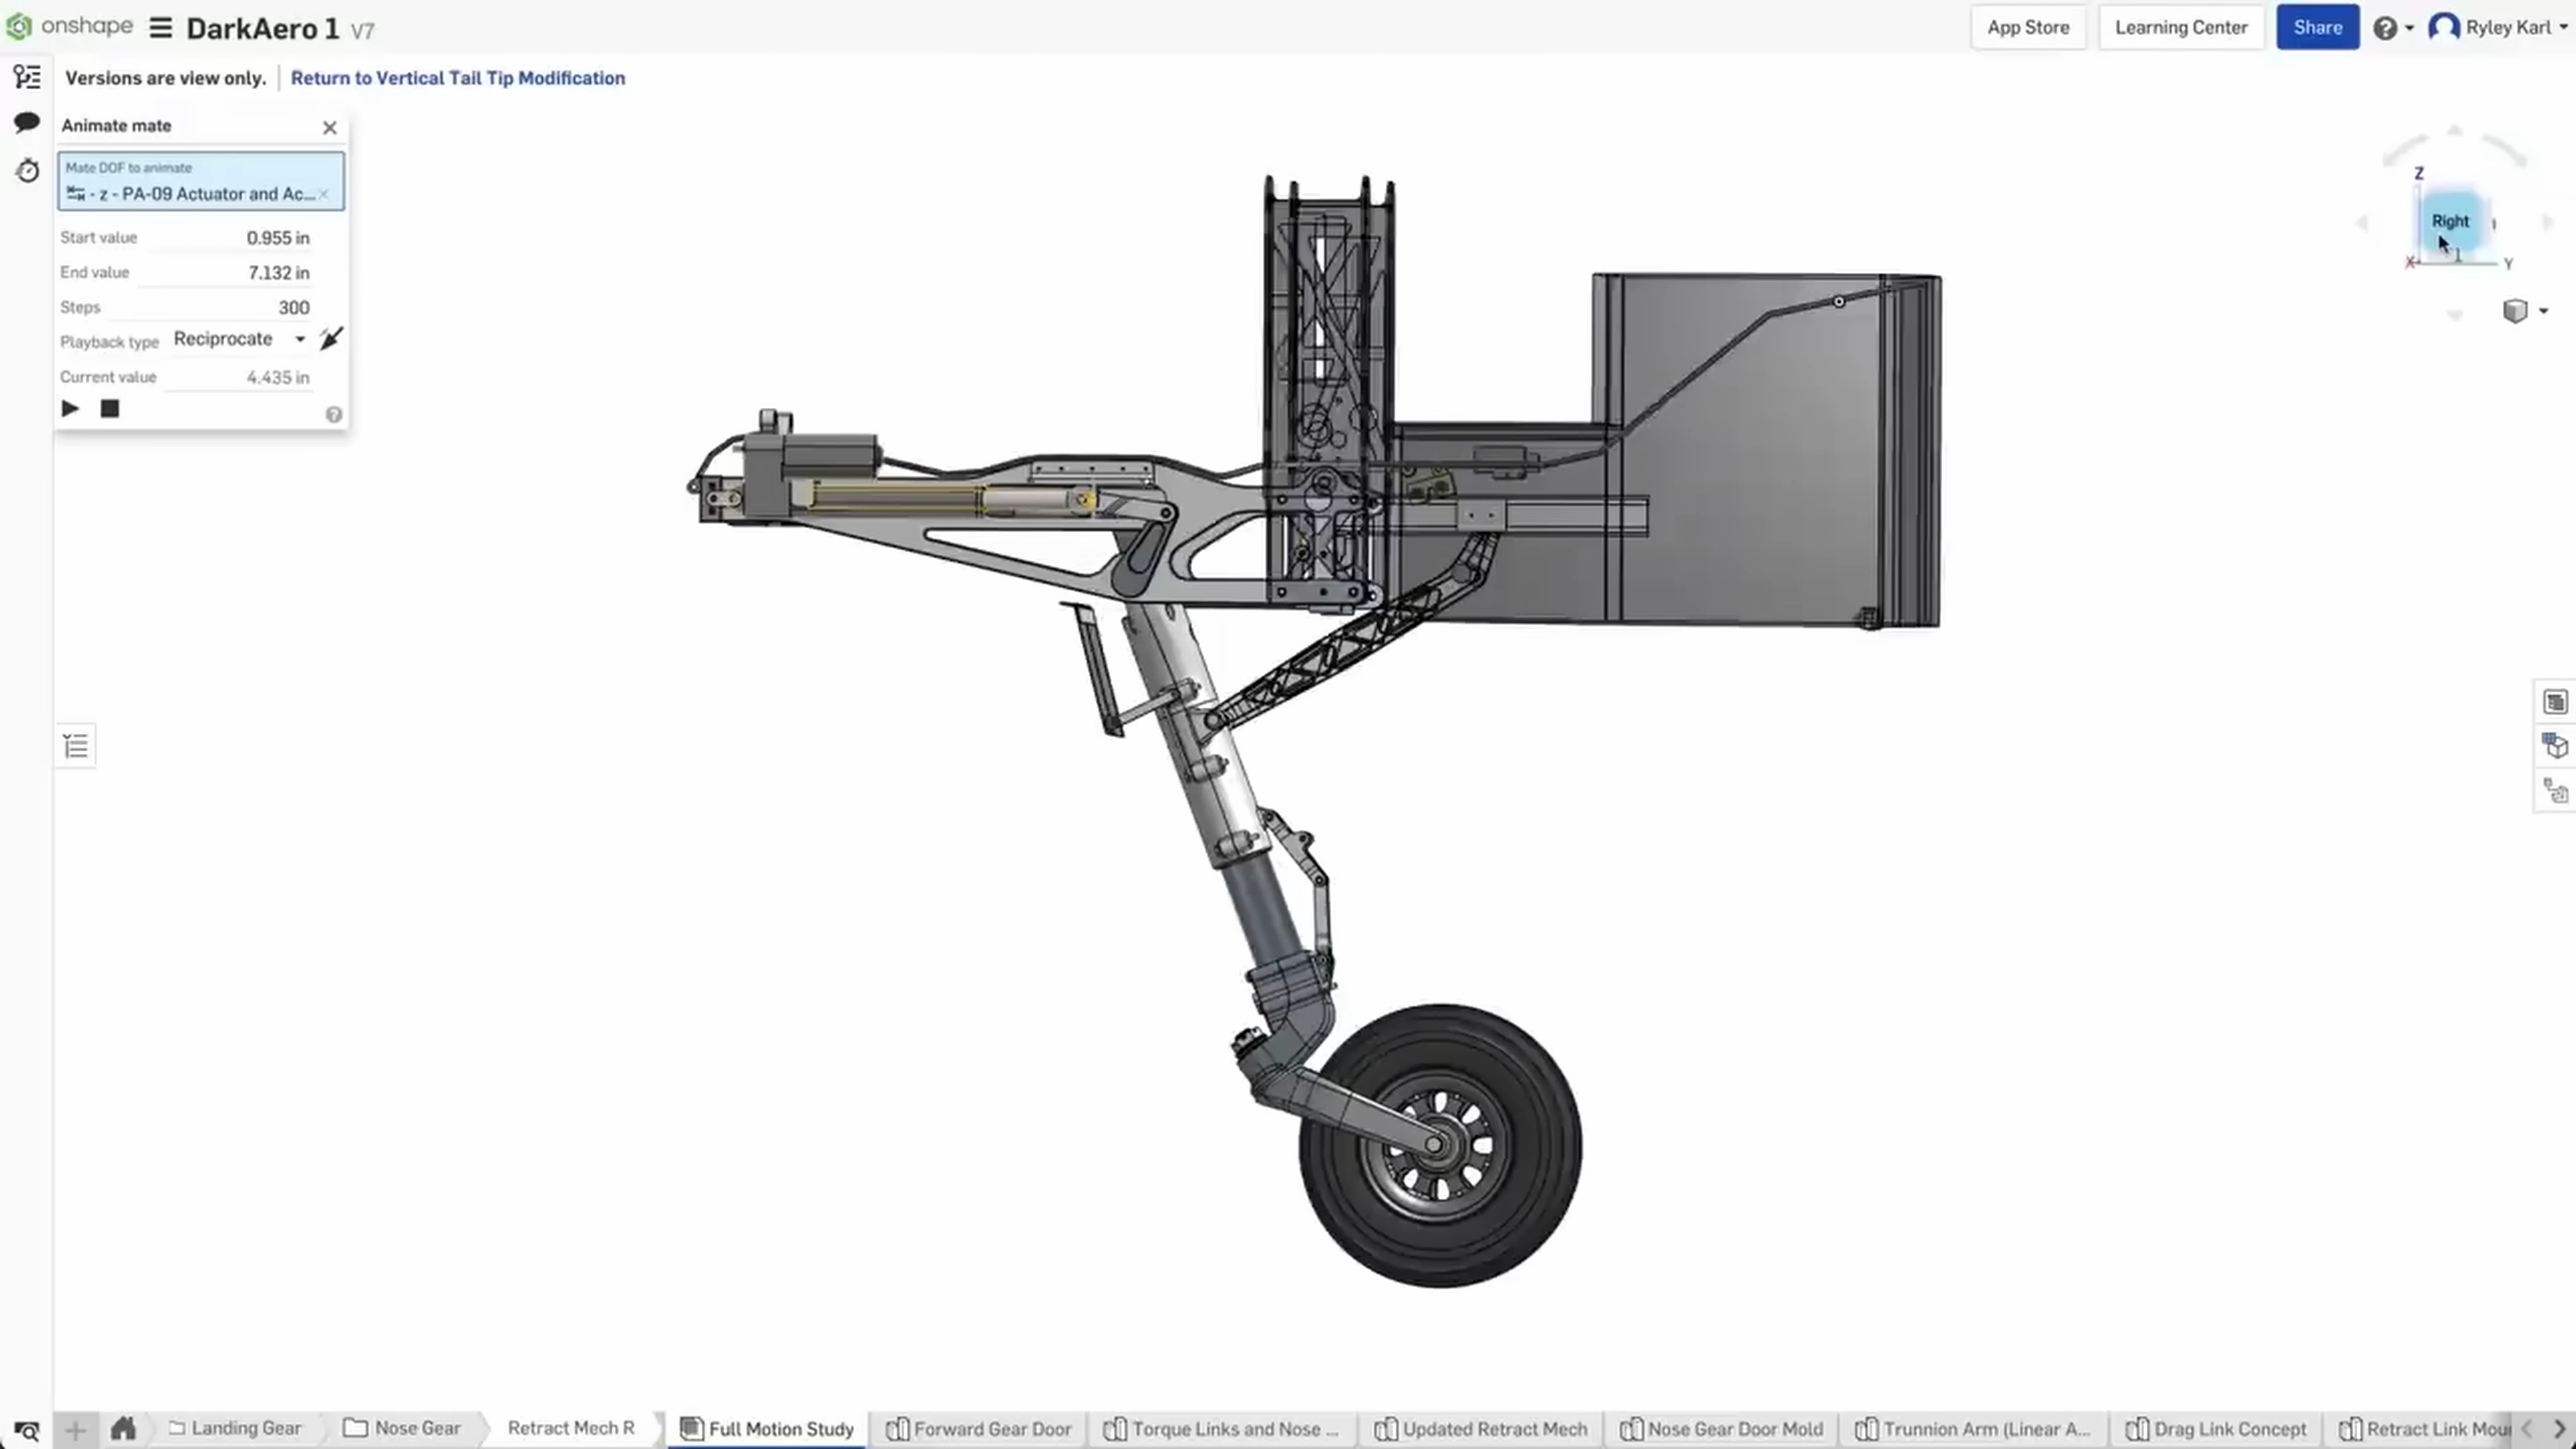 onshape DarkAero 1 V7 App Store Learning Center Share Ryley Karl
Versions are view only. Return to Vertical Tail Tip Modification
Animate mate
Mate DOF to animate
- z - PA-09 Actuator and Ac...
Start value 0.955 in
End value 7.132 in
Steps 300
Playback type Reciprocate
Current value 4.435 in
Z
Right
X Y
Landing Gear Nose Gear Retract Mech R Full Motion Study Forward Gear Door Torque Links and Nose ... Updated Retract Mech Nose Gear Door Mold Trunnion Arm (Linear A... Drag Link Concept Retract Link Mou